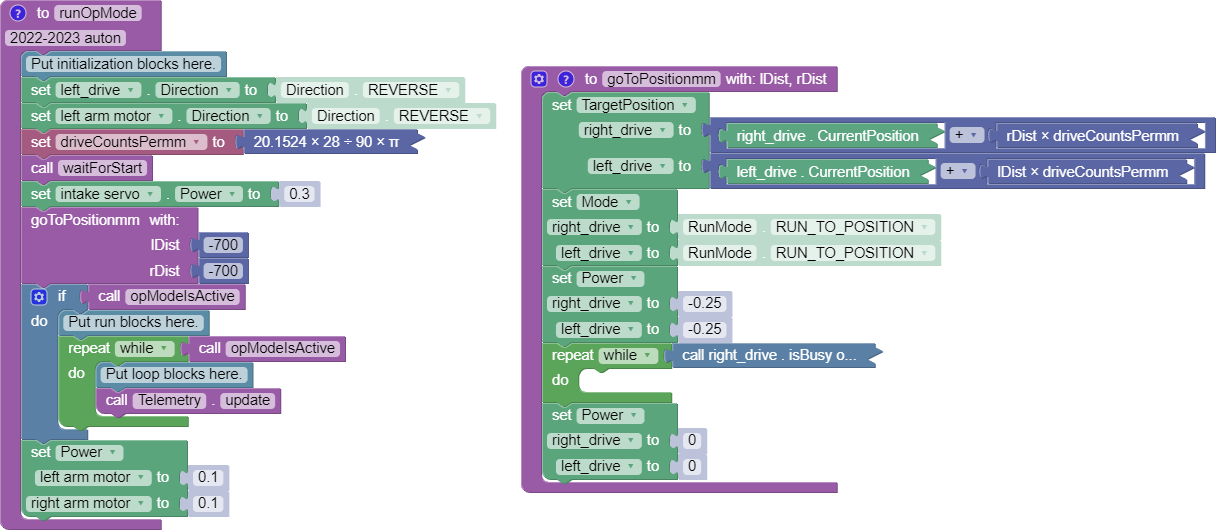 to runOpMode
2022-2023 auton
Put initialization blocks here.
set left_drive . Direction to Direction . REVERSE
set left arm motor . Direction to Direction . REVERSE
set driveCountsPermm to 20.1524 × 28 ÷ 90 × π
call waitForStart
set intake servo . Power to 0.3
goToPositionmm with:
lDist -700
rDist -700
if call opModeIsActive
do Put run blocks here.
repeat while call opModeIsActive
do Put loop blocks here.
call Telemetry . update
set Power
left arm motor to 0.1
right arm motor to 0.1
? to goToPositionmm with: lDist, rDist
set TargetPosition
right_drive to right_drive . CurrentPosition + rDist × driveCountsPermm
left_drive to left_drive . CurrentPosition + lDist × driveCountsPermm
set Mode
right_drive to RunMode . RUN_TO_POSITION
left_drive to RunMode . RUN_TO_POSITION
set Power
right_drive to -0.25
left_drive to -0.25
repeat while call right_drive . isBusy o...
do
set Power
right_drive to 0
left_drive to 0